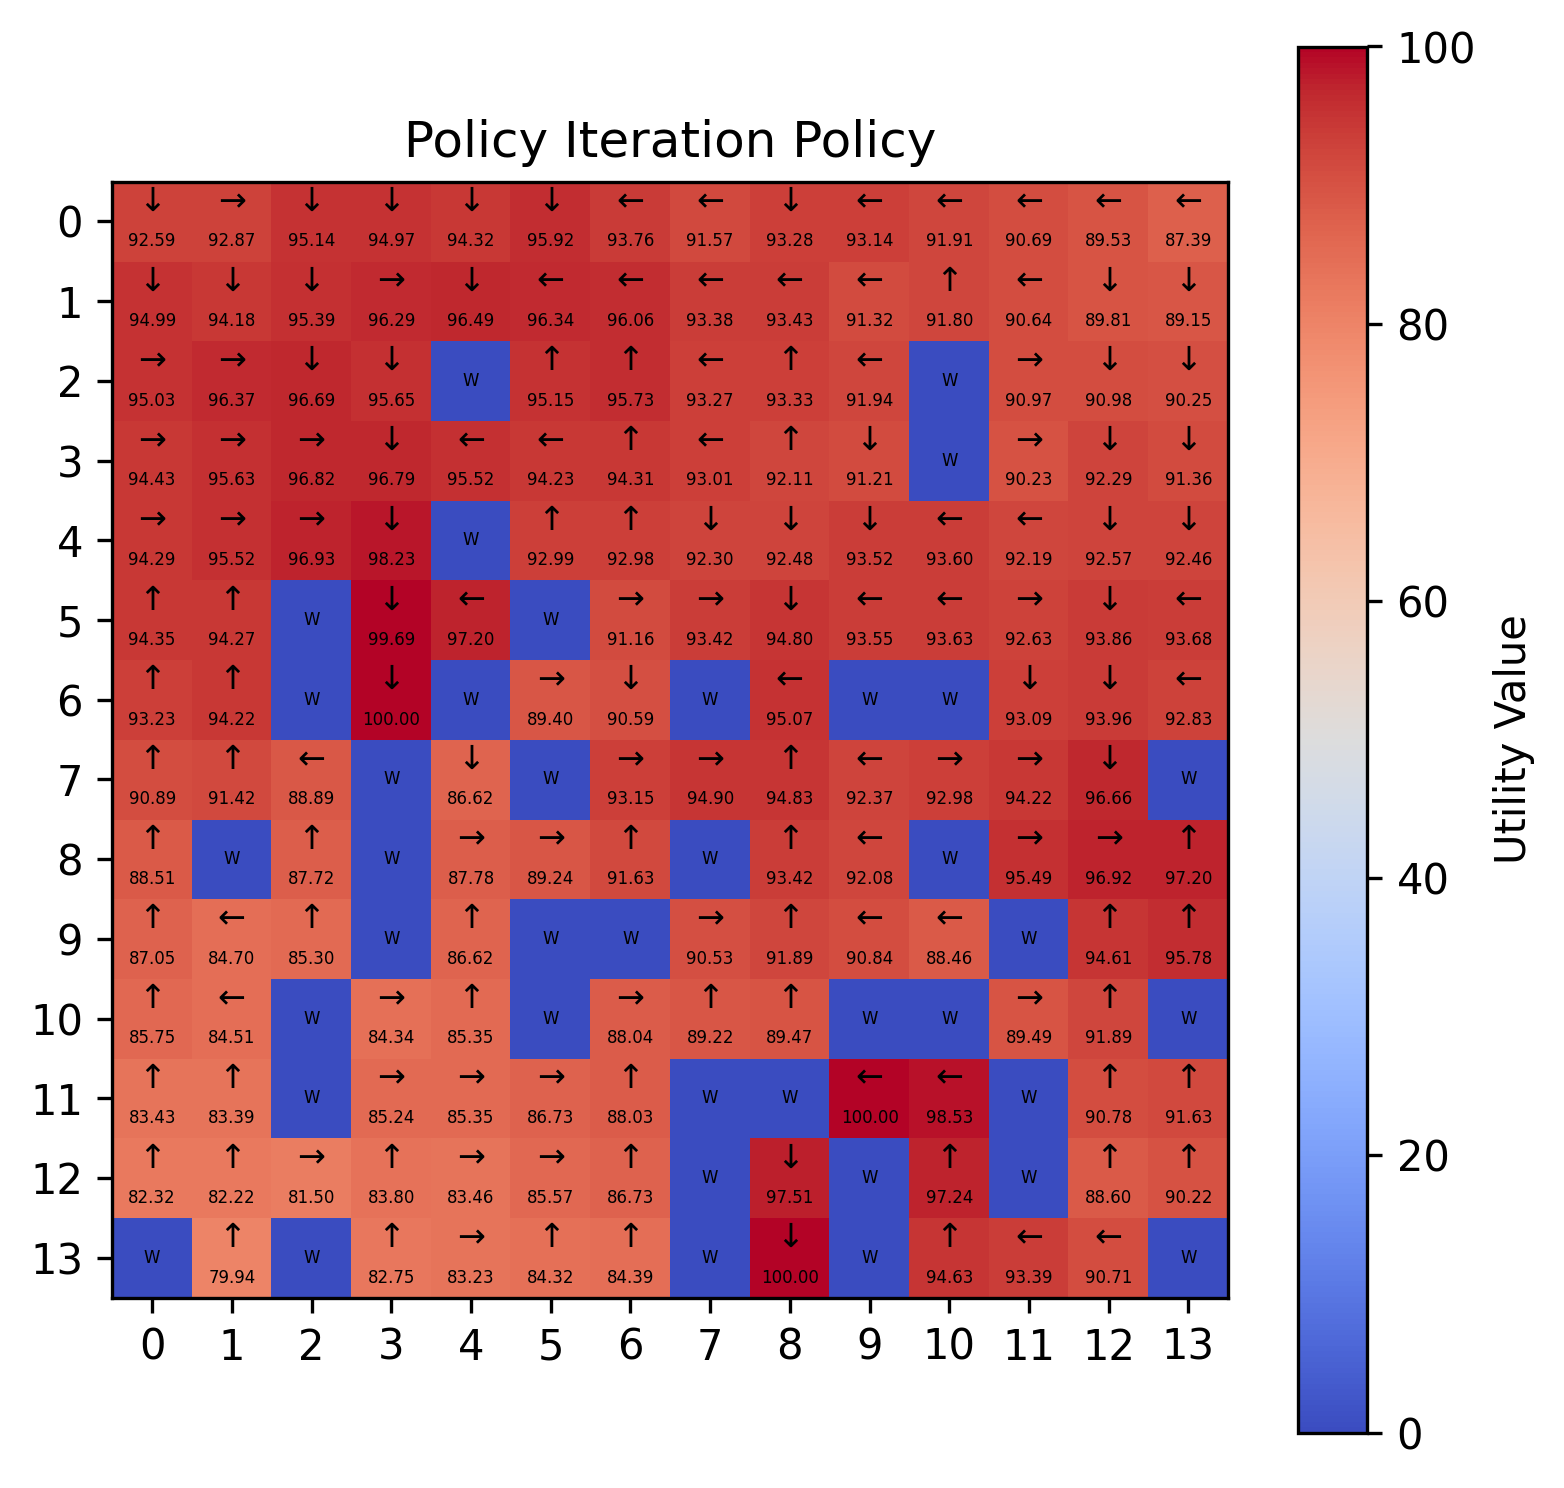 Policy Iteration Policy
0 ↓ → ↓ ↓ ↓ ↓ ← ← ↓ ← ← ← ← ←
92.59 92.87 95.14 94.97 94.32 95.92 93.76 91.57 93.28 93.14 91.91 90.69 89.53 87.39
1 ↓ ↓ ↓ → ↓ ← ← ← ← ← ↑ ← ↓ ↓
94.99 94.18 95.39 96.29 96.49 96.34 96.06 93.38 93.43 91.32 91.80 90.64 89.81 89.15
2 → → ↓ ↓ W ↑ ↑ ← ↑ ← W → ↓ ↓
95.03 96.37 96.69 95.65 95.15 95.73 93.27 93.33 91.94 90.97 90.98 90.25
3 → → → ↓ ← ← ↑ ← ↑ ↓ W → ↓ ↓
94.43 95.63 96.82 96.79 95.52 94.23 94.31 93.01 92.11 91.21 90.23 92.29 91.36
4 → → → ↓ W ↑ ↑ ↓ ↓ ↓ ← ← ↓ ↓
94.29 95.52 96.93 98.23 92.99 92.98 92.30 92.48 93.52 93.60 92.19 92.57 92.46
5 ↑ ↑ W ↓ ← W → → ↓ ← ← → ↓ ←
94.35 94.27 99.69 97.20 91.16 93.42 94.80 93.55 93.63 92.63 93.86 93.68
6 ↑ ↑ W ↓ W → ↓ W ← W W ↓ ↓ ←
93.23 94.22 100.00 89.40 90.59 95.07 93.09 93.96 92.83
7 ↑ ↑ ← W ↓ W → → ↑ ← → → ↓ W
90.89 91.42 88.89 86.62 93.15 94.90 94.83 92.37 92.98 94.22 96.66
8 ↑ W ↑ W → → ↑ W ↑ ← W → → ↑
88.51 87.72 87.78 89.24 91.63 93.42 92.08 95.49 96.92 97.20
9 ↑ ← ↑ W ↑ W W → ↑ ← ← W ↑ ↑
87.05 84.70 85.30 86.62 90.53 91.89 90.84 88.46 94.61 95.78
10 ↑ ← W → ↑ W → ↑ ↑ W W → ↑ W
85.75 84.51 84.34 85.35 88.04 89.22 89.47 89.49 91.89
11 ↑ ↑ W → → → ↑ W W ← ← W ↑ ↑
83.43 83.39 85.24 85.35 86.73 88.03 100.00 98.53 90.78 91.63
12 ↑ ↑ → ↑ → → ↑ W ↓ W ↑ W ↑ ↑
82.32 82.22 81.50 83.80 83.46 85.57 86.73 97.51 97.24 88.60 90.22
13 W ↑ W ↑ → ↑ ↑ W ↓ W ↑ ← ← W
79.94 82.75 83.23 84.32 84.39 100.00 94.63 93.39 90.71
0 1 2 3 4 5 6 7 8 9 10 11 12 13
100
80
60
40
20
0
Utility Value